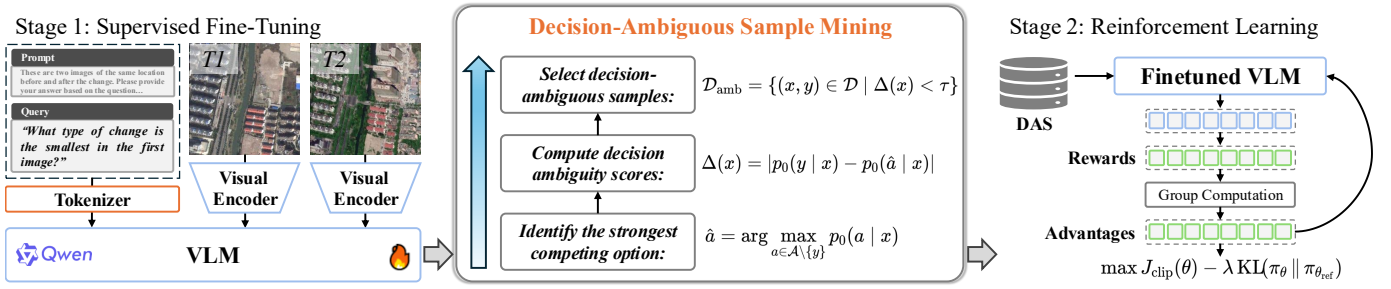 Stage 1: Supervised Fine-Tuning
Prompt
These are two images of the same location
before and after the change. Please provide
your answer based on the question...
Query
"What type of change is
the smallest in the first
image?"
T1
T2
Tokenizer
Visual
Encoder
Visual
Encoder
Qwen
VLM
Decision-Ambiguous Sample Mining
Select decision-
ambiguous samples:
𝒟_amb = {(x, y) ∈ 𝒟 | Δ(x) < τ}
Compute decision
ambiguity scores:
Δ(x) = |p₀(y | x) − p₀(â | x)|
Identify the strongest
competing option:
â = arg max p₀(a | x)
a∈𝒜\{y}
Stage 2: Reinforcement Learning
DAS
Finetuned VLM
Rewards
Group Computation
Advantages
max J_clip(θ) − λ KL(π_θ ‖ π_θ_ref)